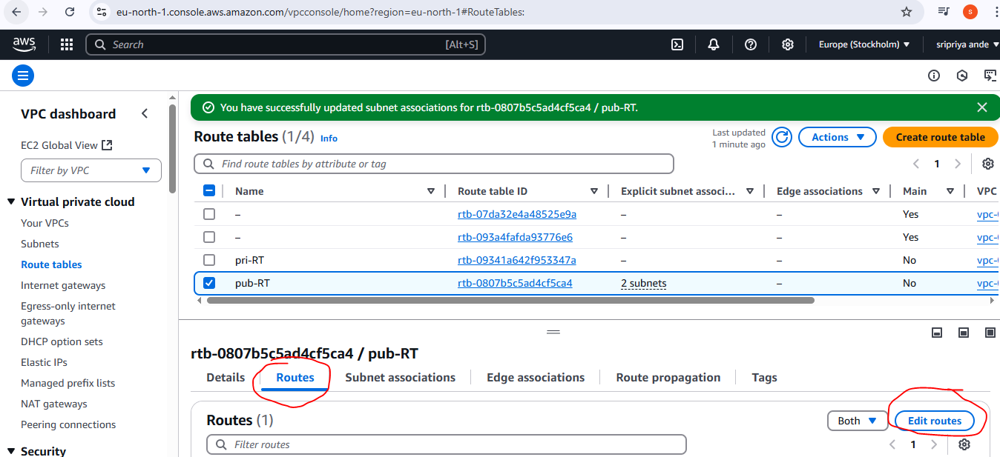 eu-north-1.console.aws.amazon.com/vpcconsole/home?region=eu-north-1#RouteTables:
s
aws
Search [Alt+S]
Europe (Stockholm)
sripriya ande
VPC dashboard
EC2 Global View
Filter by VPC
Virtual private cloud
Your VPCs
Subnets
Route tables
Internet gateways
Egress-only internet
gateways
DHCP option sets
Elastic IPs
Managed prefix lists
NAT gateways
Peering connections
Security
You have successfully updated subnet associations for rtb-0807b5c5ad4cf5ca4 / pub-RT.
Route tables (1/4) Info
Last updated
1 minute ago
Actions
Create route table
Find route tables by attribute or tag
1
Name Route table ID Explicit subnet associ... Edge associations Main VPC
– rtb-07da32e4a48525e9a – – Yes vpc-
– rtb-093a4fafda93776e6 – – Yes vpc-
pri-RT rtb-09341a642f953347a – – No vpc-
pub-RT rtb-0807b5c5ad4cf5ca4 2 subnets – No vpc-
rtb-0807b5c5ad4cf5ca4 / pub-RT
Details Routes Subnet associations Edge associations Route propagation Tags
Routes (1)
Both
Edit routes
Filter routes
1